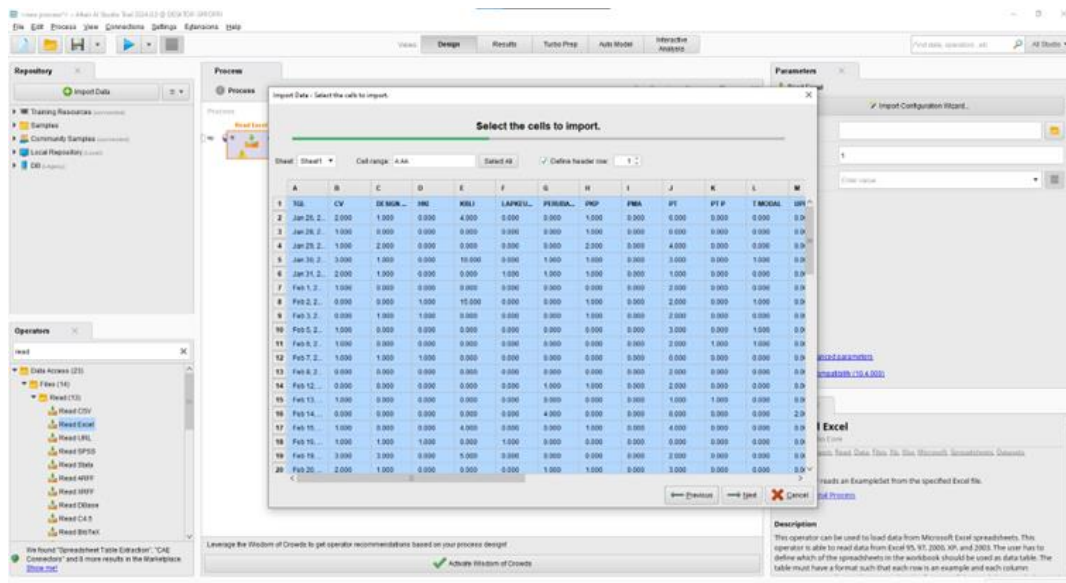 File Edit Process View Connections Settings Extensions Help
Views: Design Results Turbo Prep Auto Model Interactive Analysis
Find data, operators...etc
All Studio
Repository
Import Data
Training Resources
Samples
Community Samples
Local Repository
DB
Process
Process
Process
Read Excel
Parameters
Import Configuration Wizard...
1
Enter value
Import Data - Select the cells to import.
Select the cells to import.
Sheet: Sheet1
Cell range:
Select All
Define header row:
1
A B C D E F G H I J K L M
1 TGL CV DESIGN... HKI KBLI LAPKEU... PERUBA... PKP PMA PT PT P T MODAL
2 Jan 26, 2... 2.000 1.000 0.000 4.000 0.000 0.000 0.000 0.000
3 1.000 0.000 0.000 0.000 0.000
4 1.000 2.000 0.000 0.000 0.000 0.000 2.000 0.000 4.000 0.000 0.000
5 Jan 30, 2... 3.000 1.000 0.000 10.000 0.000 1.000 1.000 0.000 3.000 0.000 1.000
6 Jan 31, 2... 2.000 1.000 0.000 0.000 1.000 1.000 1.000 0.000 1.000 0.000 0.000
7 Feb 1, 2... 1.000 0.000 0.000 0.000 0.000 0.000 1.000 0.000 2.000 0.000 0.000
8 Feb 2, 2... 0.000 0.000 1.000 15.000 0.000 0.000 1.000 0.000 2.000 0.000 1.000
9 Feb 3, 2... 0.000 1.000 1.000 0.000 0.000 0.000 1.000 0.000 2.000 0.000 0.000
10 Feb 5, 2... 1.000 0.000 0.000 0.000 0.000 0.000 0.000 0.000 3.000 0.000 1.000
11 Feb 6, 2... 1.000 0.000 0.000 0.000 0.000 0.000 0.000 0.000 2.000 1.000 1.000
12 Feb 7, 2... 1.000 1.000 1.000 0.000 0.000 0.000 0.000 0.000 2.000 0.000 0.000
13 0.000 0.000 0.000 0.000 0.000 0.000 0.000 0.000 2.000 0.000 0.000
14 Feb 12, ... 0.000 0.000 0.000 0.000 0.000 1.000 1.000 0.000 2.000 0.000 0.000
15 Feb 13, ... 1.000 0.000 0.000 0.000 0.000 0.000 0.000 0.000 1.000 1.000 0.000
16 Feb 14, ... 0.000 0.000 0.000 0.000 0.000 4.000 0.000 0.000 0.000 0.000 0.000
17 Feb 15, ... 1.000 0.000 0.000 4.000 0.000 0.000 1.000 0.000 4.000 0.000 0.000
18 1.000 1.000 1.000 0.000 1.000 0.000 0.000 0.000 0.000 0.000 0.000
19 3.000 3.000 0.000 5.000 0.000 0.000 0.000 0.000 2.000 0.000 0.000
20 Feb 20, ... 2.000 1.000 0.000 0.000 0.000 1.000 1.000 0.000 3.000 0.000 0.000
Previous
Next
Cancel
Operators
read
Data Access (23)
Files (14)
Read (13)
Read CSV
Read Excel
Read URL
Read SPSS
Read Stata
Read ARFF
Read XRFF
Read DBase
Read C4.5
Read BibTeX
We found "Spreadsheet Table Extraction", "CAE
Connectors" and 8 more results in the Marketplace.
Show me!
Leverage the Wisdom of Crowds to get operator recommendations based on your process design!
Activate Wisdom of Crowds
Excel
reads an ExampleSet from the specified Excel file.
Description
This operator can be used to load data from Microsoft Excel spreadsheets. This
operator is able to read data from Excel 95, 97, 2000, XP, and 2003. The user has to
define which of the spreadsheets in the workbook should be used as data table. The
table must have a format such that each row is an example and each column